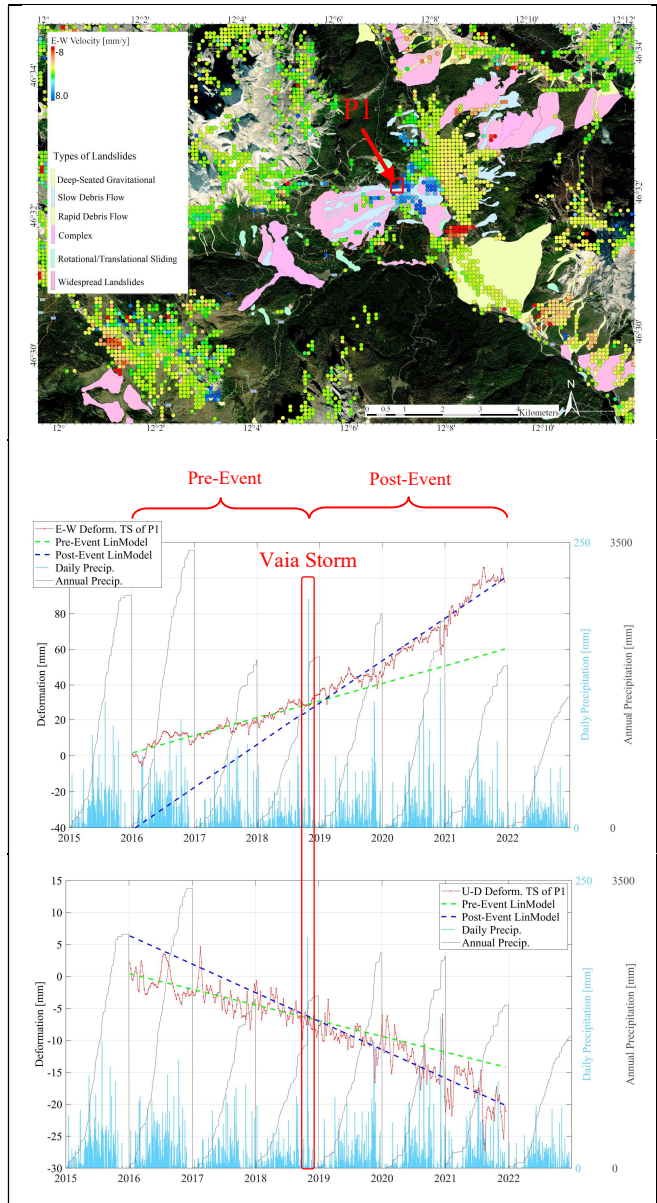 12° 12°2' 12°4' 12°6' 12°8' 12°10' 12°12'
E-W Velocity [mm/y]
-8
8.0
46°34' 46°34'
P1
Types of Landslides
Deep-Seated Gravitational
Slow Debris Flow
Rapid Debris Flow
Complex
Rotational/Translational Sliding
Widespread Landslides
46°32' 46°32'
46°30' 46°30'
N
0 0.5 1 2 3 4
Kilometers
12° 12°2' 12°4' 12°6' 12°8' 12°10'
Pre-Event Post-Event
E-W Deform. TS of P1
Pre-Event LinModel
Post-Event LinModel
Daily Precip.
Annual Precip.
Vaia Storm
250 3500
80
60
40
20
0
-20
-40
Deformation [mm]
Daily Precipitation [mm]
Annual Precipitation [mm]
0 0
2015 2016 2017 2018 2019 2020 2021 2022
15
10
5
0
-5
-10
-15
-20
-25
-30
Deformation [mm]
U-D Deform. TS of P1
Pre-Event LinModel
Post-Event LinModel
Daily Precip.
Annual Precip.
250 3500
Daily Precipitation [mm]
Annual Precipitation [mm]
0 0
2015 2016 2017 2018 2019 2020 2021 2022